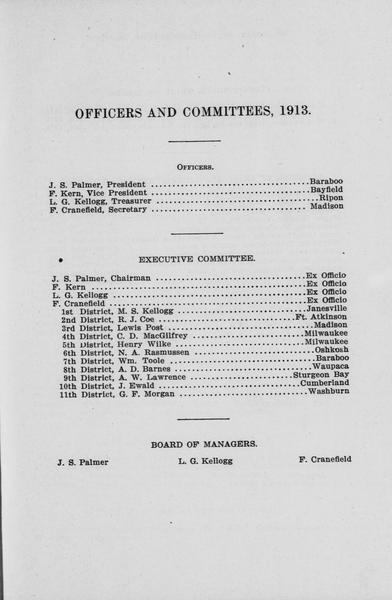 OFFICERS AND COMMITTEES, 1913.
OFFICERS.
J. S. Palmer, President ........................................ Baraboo
F. Kern, Vice President ........................................ Bayfield
L. G. Kellogg, Treasurer ........................................ Ripon
F. Cranefield, Secretary ........................................ Madison
EXECUTIVE COMMITTEE.
J. S. Palmer, Chairman ........................................ Ex Officio
F. Kern ........................................ Ex Officio
L. G. Kellogg ........................................ Ex Officio
F. Cranefield ........................................ Ex Officio
1st District, M. S. Kellogg ........................................ Janesville
2nd District, R. J. Coe ........................................ Ft. Atkinson
3rd District, Lewis Post ........................................ Madison
4th District, C. D. MacGilfrey ........................................ Milwaukee
5th District, Henry Wilke ........................................ Milwaukee
6th District, N. A. Rasmussen ........................................ Oshkosh
7th District, Wm. Toole ........................................ Baraboo
8th District, A. D. Barnes ........................................ Waupaca
9th District, A. W. Lawrence ........................................ Sturgeon Bay
10th District, J. Ewald ........................................ Cumberland
11th District, G. F. Morgan ........................................ Washburn
BOARD OF MANAGERS.
J. S. Palmer L. G. Kellogg F. Cranefield